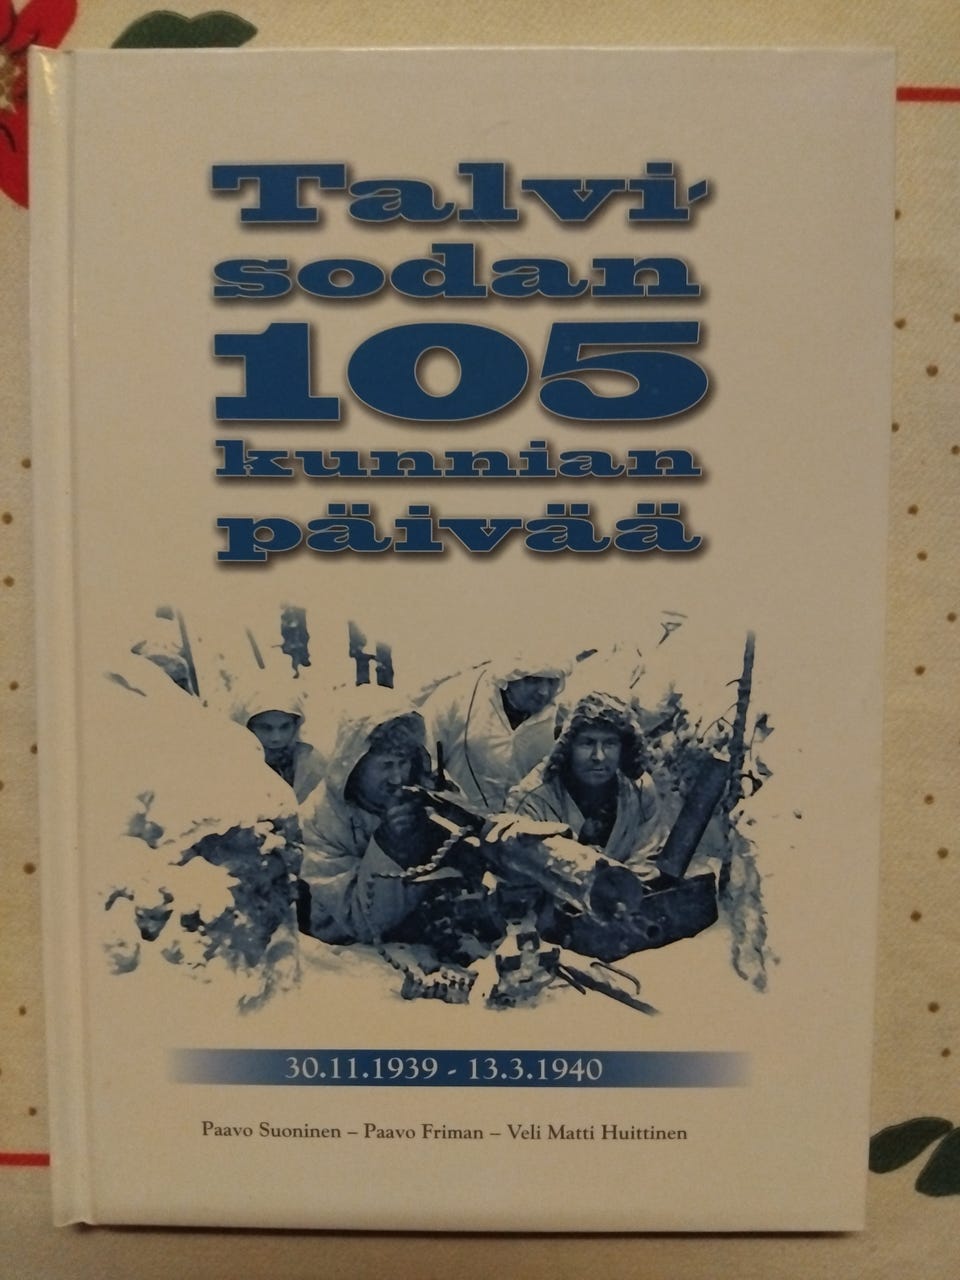 Talvi-
sodan
105
kunnian
päivää
30.11.1939 - 13.3.1940
Paavo Suoninen – Paavo Friman – Veli Matti Huittinen